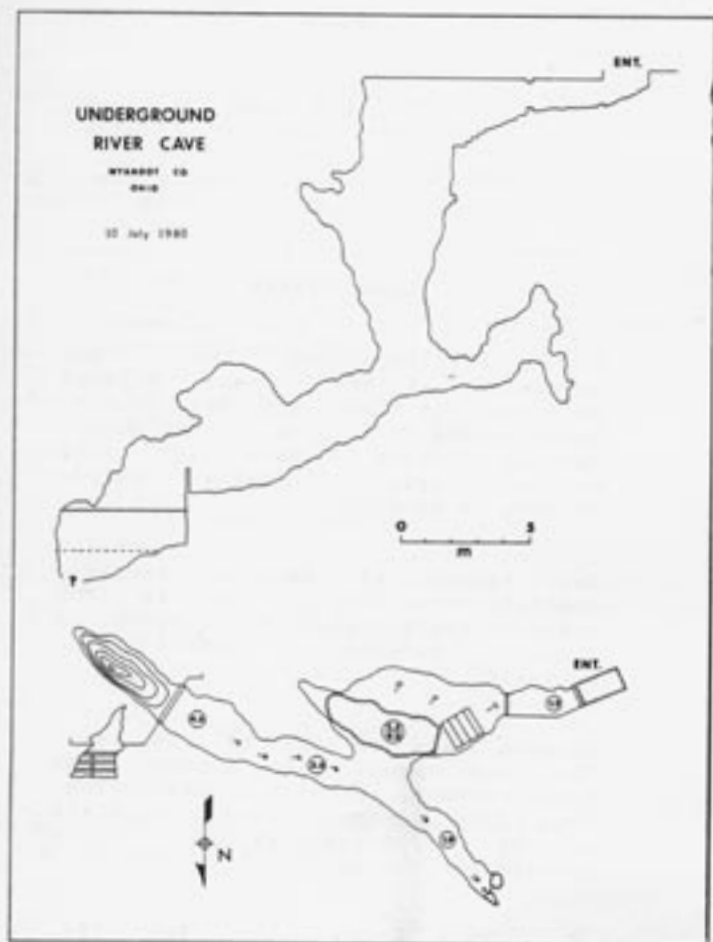 ENT.
UNDERGROUND
RIVER CAVE
WYANDOT CO
OHIO
10 July 1980
0 5
m
?
ENT.
N